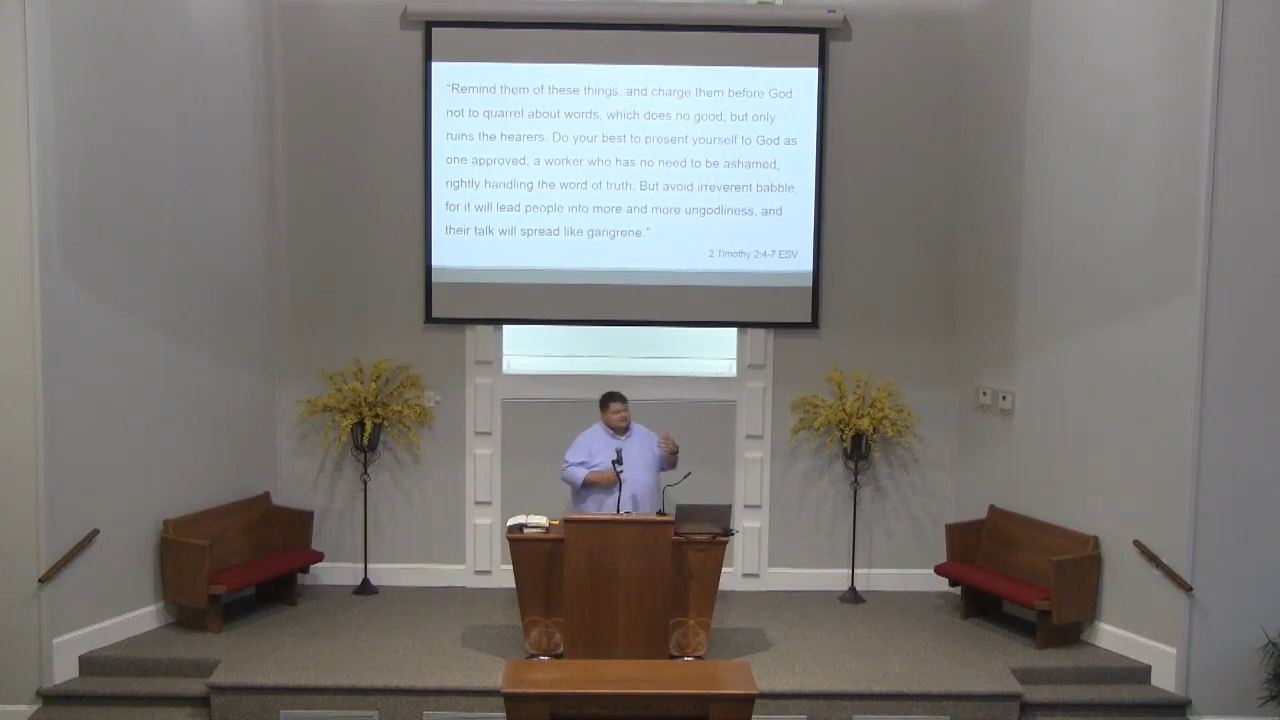 “Remind them of these things, and charge them before God
not to quarrel about words, which does no good, but only
ruins the hearers. Do your best to present yourself to God as
one approved, a worker who has no need to be ashamed,
rightly handling the word of truth. But avoid irreverent babble,
for it will lead people into more and more ungodliness, and
their talk will spread like gangrene.”
- 2 Timothy 2:4-7 ESV